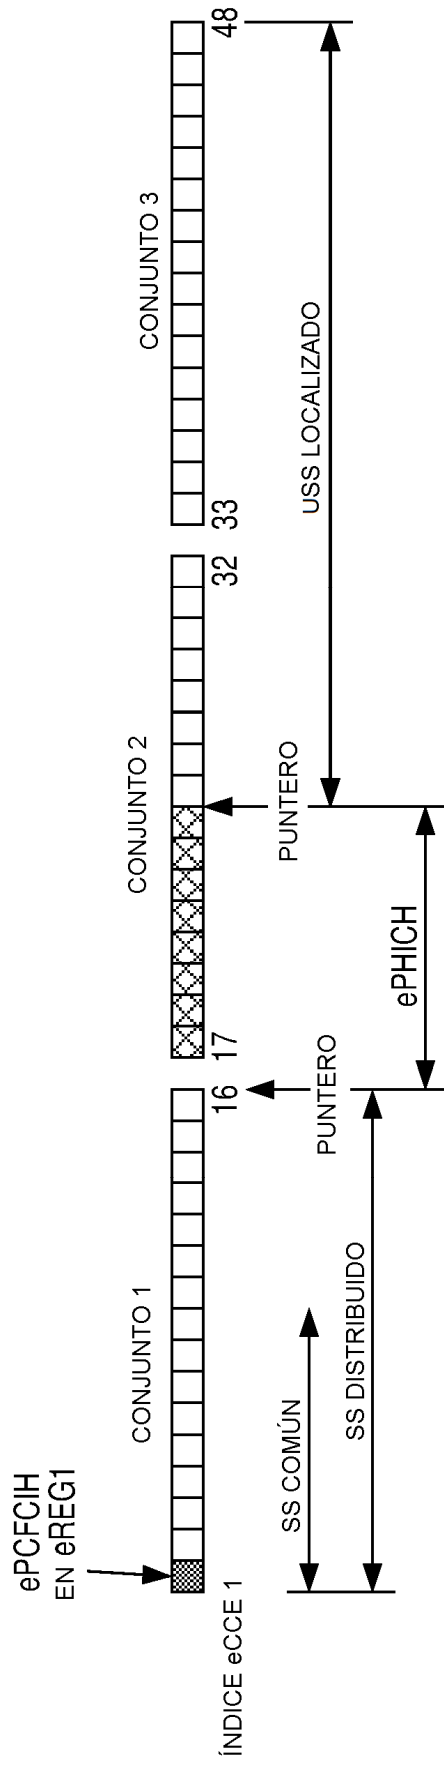 ePCFCIH
EN eREG1
CONJUNTO 1
CONJUNTO 2
CONJUNTO 3
ÍNDICE eCCE 1
16
17
32
33
48
SS COMÚN
PUNTERO
PUNTERO
USS LOCALIZADO
SS DISTRIBUIDO
ePHICH